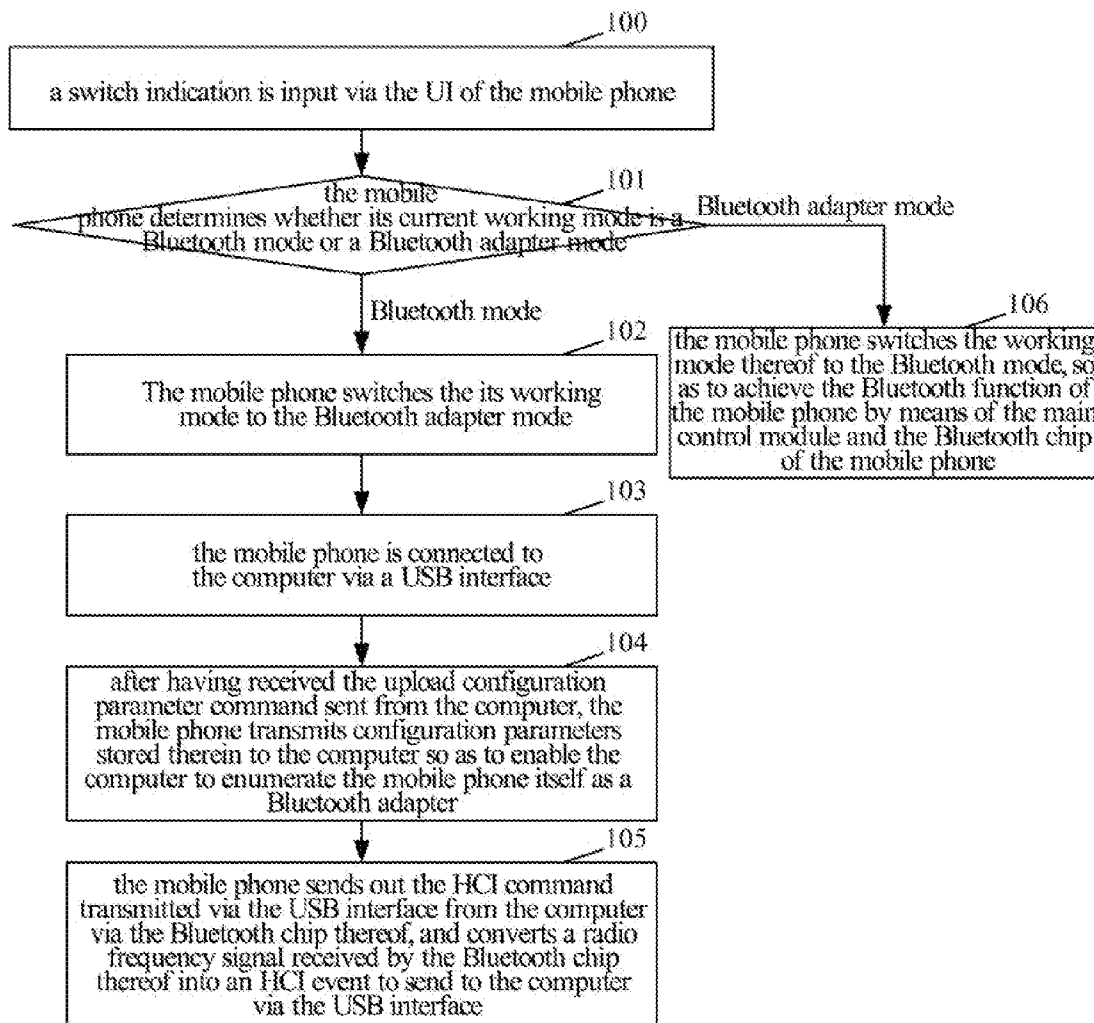 100
a switch indication is input via the UI of the mobile phone
101
the mobile
phone determines whether its current working mode is a
Bluetooth mode or a Bluetooth adapter mode
Bluetooth adapter mode
Bluetooth mode
102
The mobile phone switches the its working
mode to the Bluetooth adapter mode
106
the mobile phone switches the working
mode thereof to the Bluetooth mode, so
as to achieve the Bluetooth function of
the mobile phone by means of the main
control module and the Bluetooth chip
of the mobile phone
103
the mobile phone is connected to
the computer via a USB interface
104
after having received the upload configuration
parameter command sent from the computer, the
mobile phone transmits configuration parameters
stored therein to the computer so as to enable the
computer to enumerate the mobile phone itself as a
Bluetooth adapter
105
the mobile phone sends out the HCI command
transmitted via the USB interface from the computer
via the Bluetooth chip thereof, and converts a radio
frequency signal received by the Bluetooth chip
thereof into an HCI event to send to the computer
via the USB interface